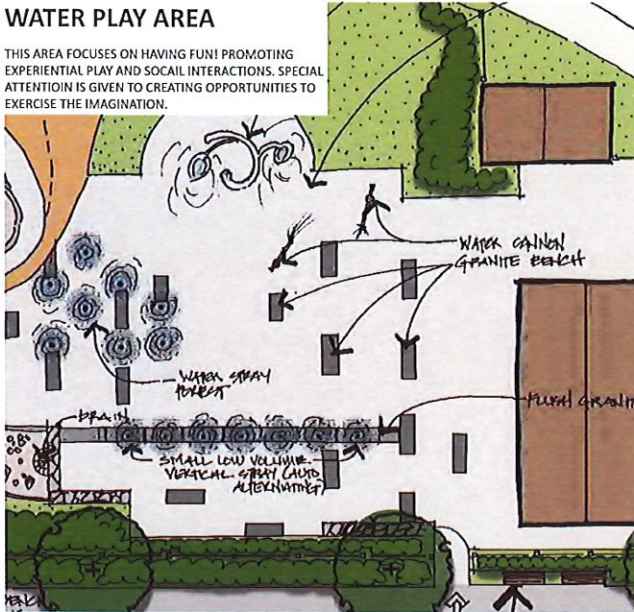 WATER PLAY AREA
THIS AREA FOCUSES ON HAVING FUN! PROMOTING
EXPERIENTIAL PLAY AND SOCAIL INTERACTIONS. SPECIAL
ATTENTIOIN IS GIVEN TO CREATING OPPORTUNITIES TO
EXERCISE THE IMAGINATION.
WATER CANNON
GRANITE BENCH
WATER SPRAY
FOREST
DRAIN
FLUSH GRANIT
SMALL LOW VOLUME
VERTICAL SPRAY (AUTO
ALTERNATING)